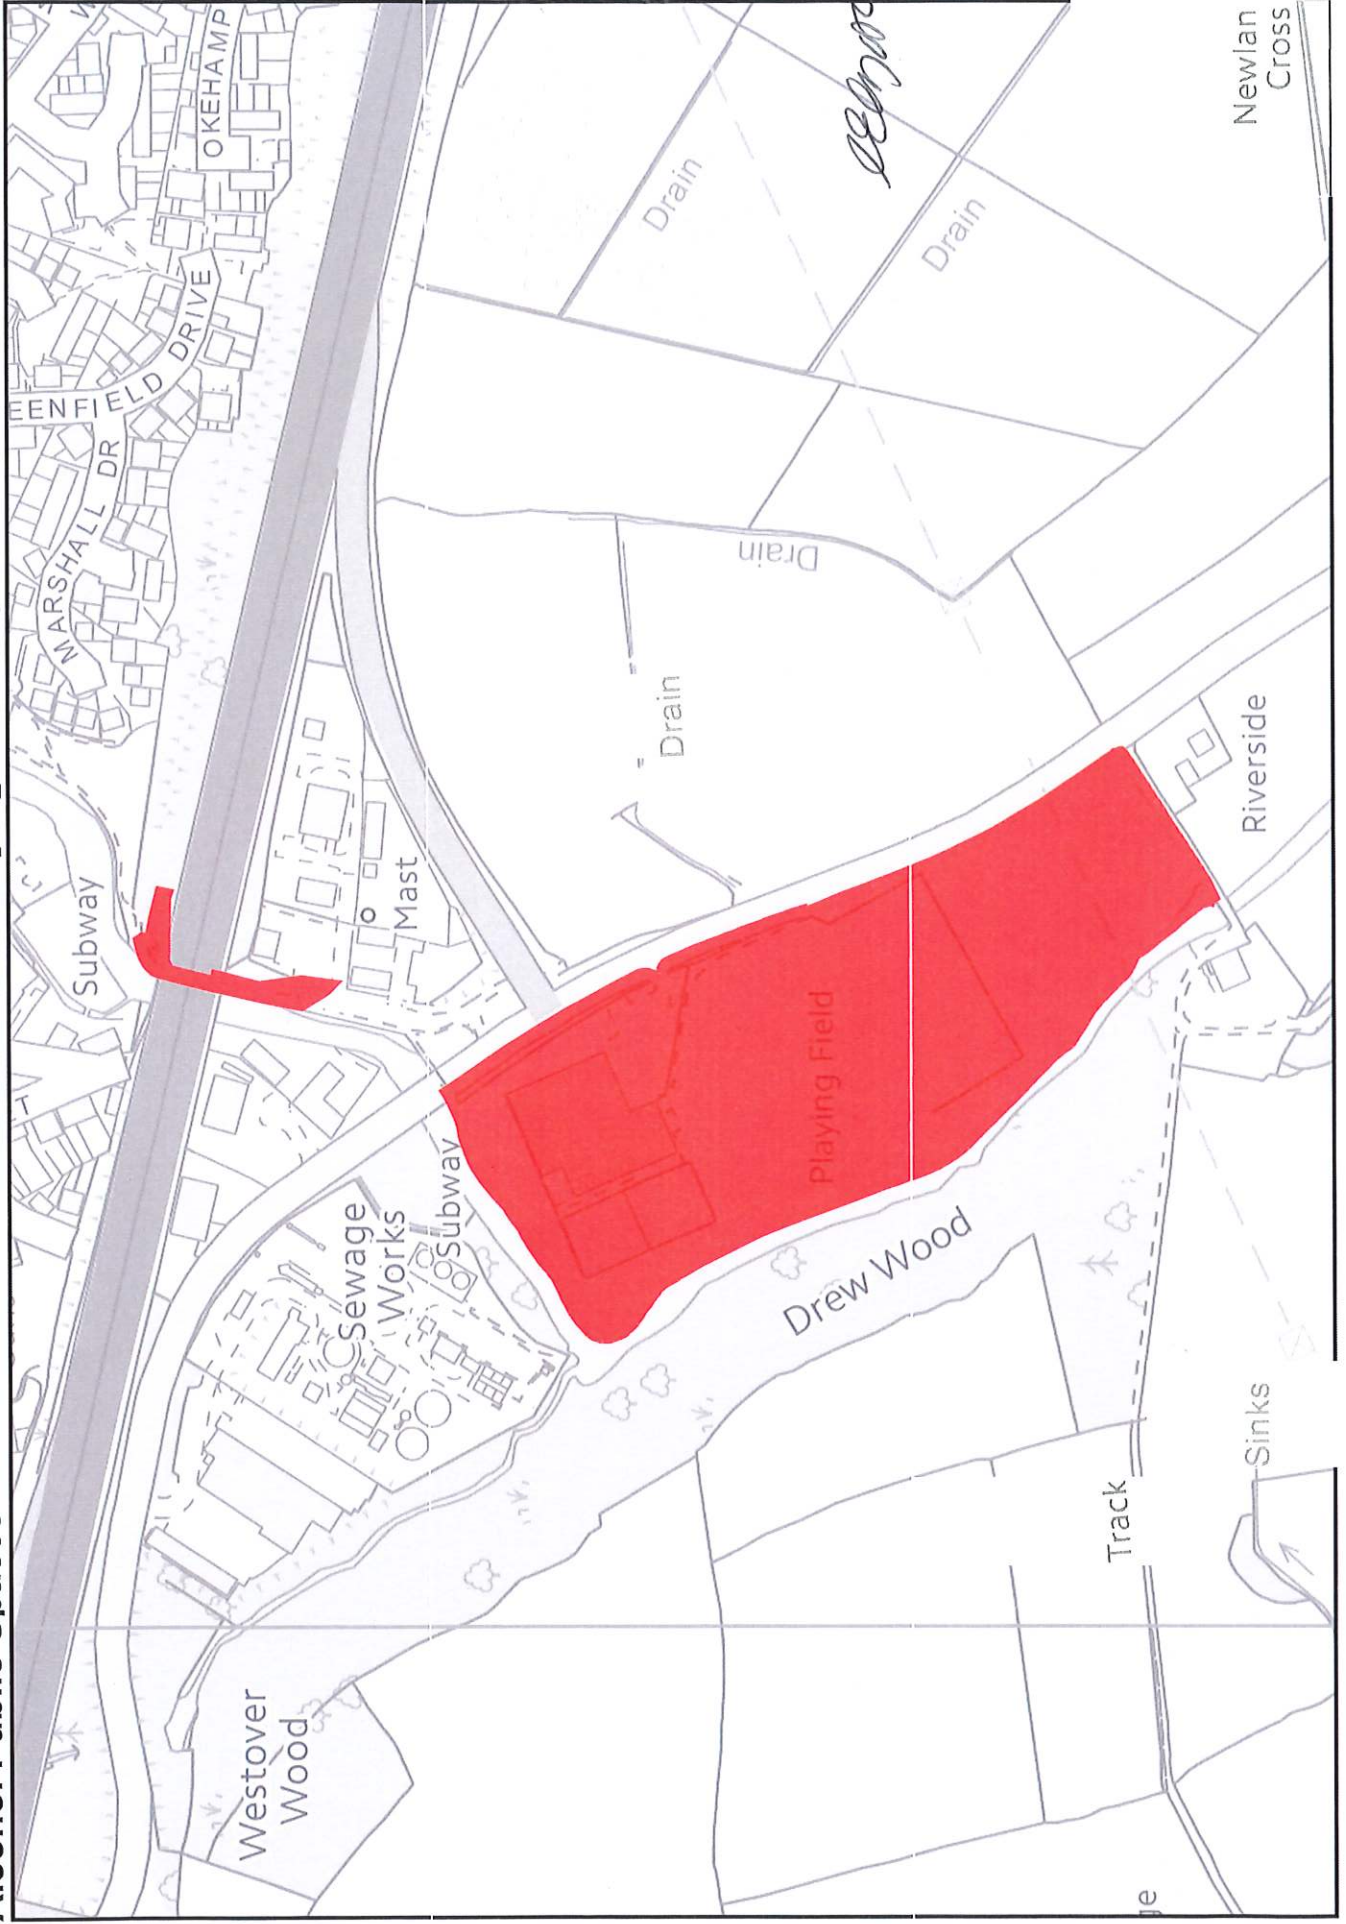 Subway
MARSHALL DR
EENFIELD DRIVE
OKEHAMP
Westover
Wood
Sewage
Works
Mast
Subway
Drain
Drain
Drain
Drew Wood
Playing Field
Drain
Track
ge
Sinks
Riverside
Newlan
Cross